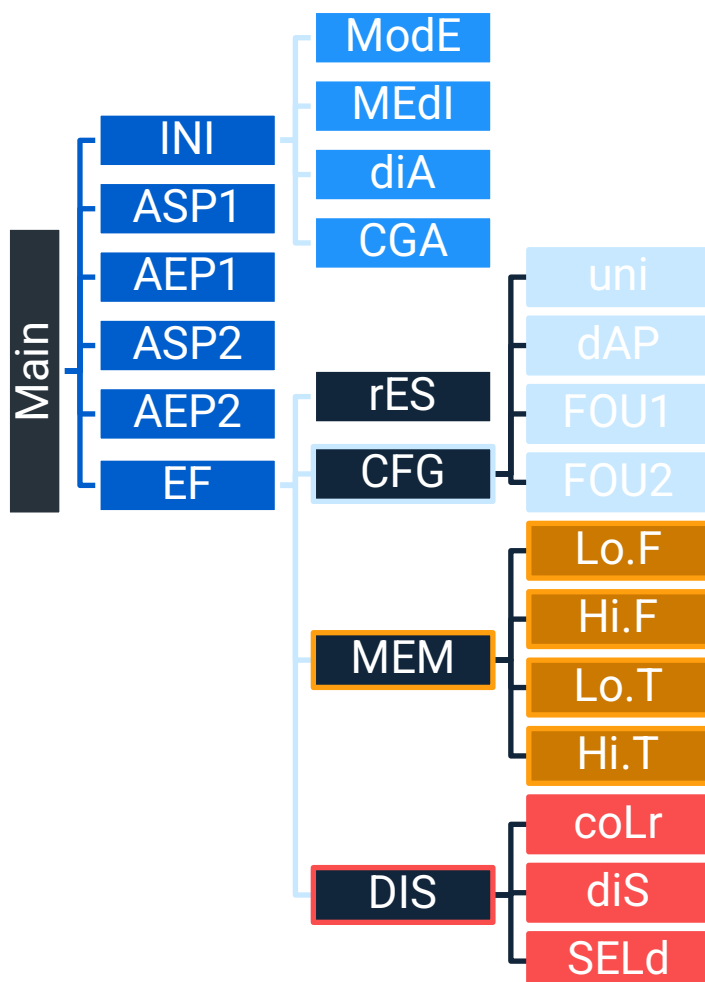 Main
INI
ASP1
AEP1
ASP2
AEP2
EF
ModE
MEdI
diA
CGA
rES
CFG
MEM
DIS
uni
dAP
FOU1
FOU2
Lo.F
Hi.F
Lo.T
Hi.T
coLr
diS
SELd